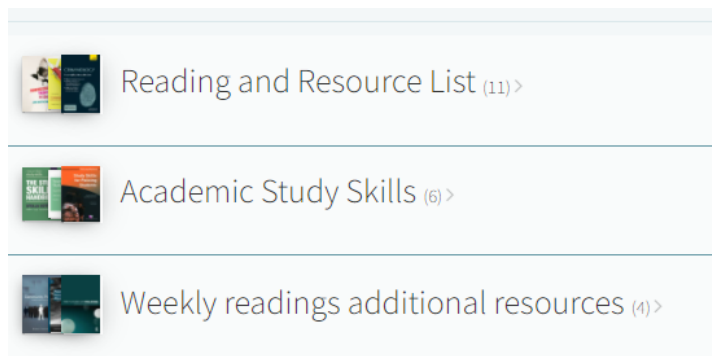 Reading and Resource List (11) >
Academic Study Skills (6) >
Weekly readings additional resources (4) >